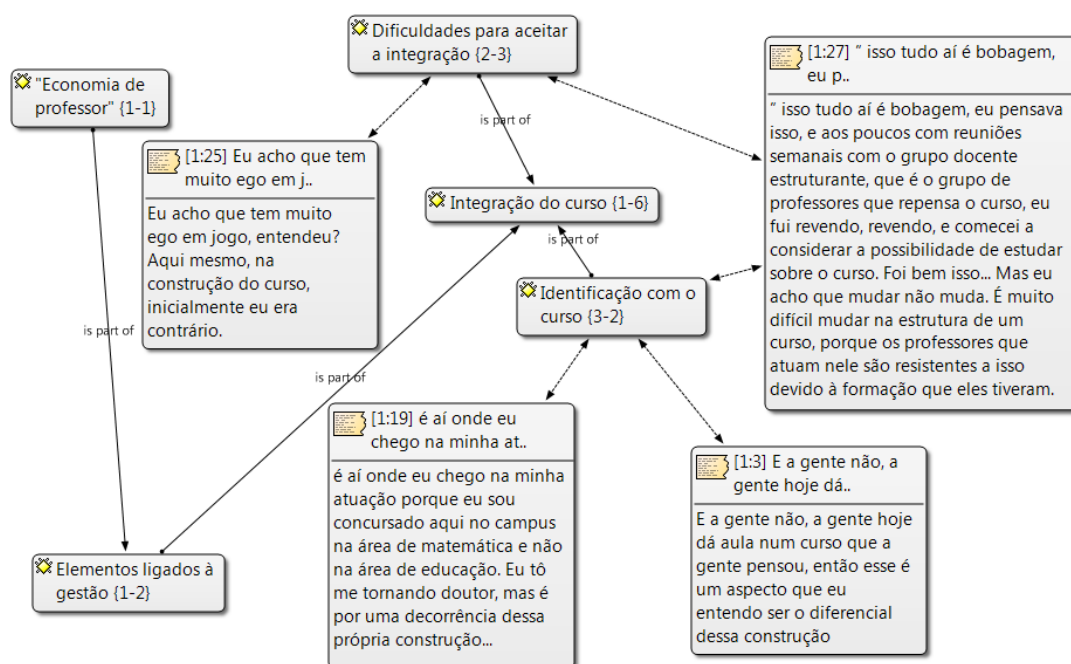 Dificuldades para aceitar
a integração {2-3}
"Economia de
professor" {1-1}
[1:27] “ isso tudo aí é bobagem,
eu p..
“ isso tudo aí é bobagem, eu pensava
isso, e aos poucos com reuniões
semanais com o grupo docente
estruturante, que é o grupo de
professores que repensa o curso, eu
fui revendo, revendo, e comecei a
considerar a possibilidade de estudar
sobre o curso. Foi bem isso... Mas eu
acho que mudar não muda. É muito
difícil mudar na estrutura de um
curso, porque os professores que
atuam nele são resistentes a isso
devido à formação que eles tiveram.
is part of
[1:25] Eu acho que tem
muito ego em j..
Eu acho que tem muito
ego em jogo, entendeu?
Aqui mesmo, na
construção do curso,
inicialmente eu era
contrário.
Integração do curso {1-6}
is part of
Identificação com o
curso {3-2}
is part of
is part of
[1:19] é aí onde eu
chego na minha at..
é aí onde eu chego na minha
atuação porque eu sou
concursado aqui no campus
na área de matemática e não
na área de educação. Eu tô
me tornando doutor, mas é
por uma decorrência dessa
própria construção...
[1:3] E a gente não, a
gente hoje dá..
E a gente não, a gente hoje
dá aula num curso que a
gente pensou, então esse é
um aspecto que eu
entendo ser o diferencial
dessa construção
Elementos ligados à
gestão {1-2}